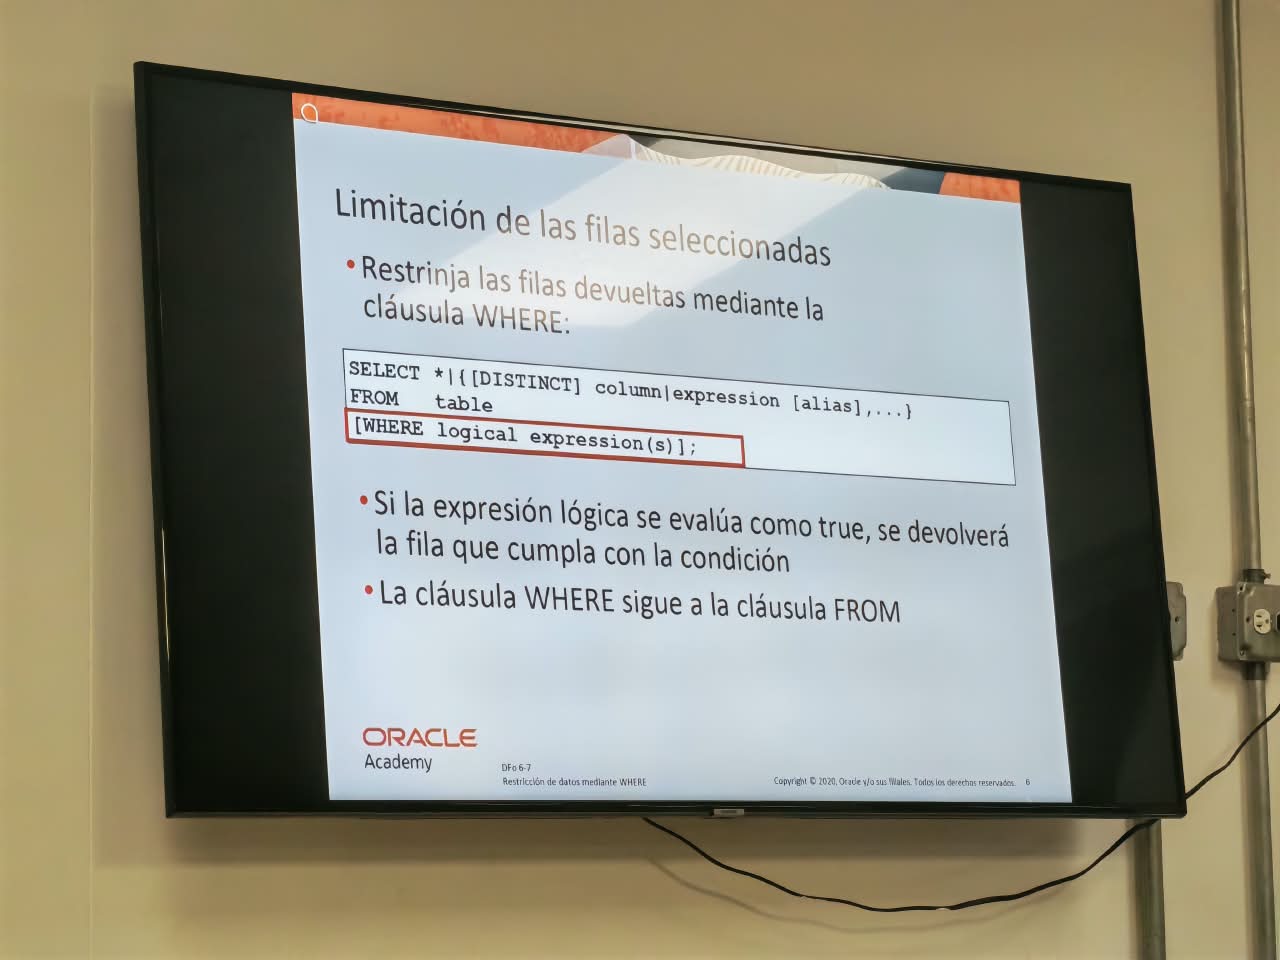 Limitación de las filas seleccionadas
• Restrinja las filas devueltas mediante la
cláusula WHERE:
SELECT *|{[DISTINCT] column|expression [alias],...}
FROM table
[WHERE logical expression(s)];
• Si la expresión lógica se evalúa como true, se devolverá
la fila que cumpla con la condición
• La cláusula WHERE sigue a la cláusula FROM
ORACLE
Academy
DFo 6-7
Restricción de datos mediante WHERE
Copyright © 2020, Oracle y/o sus filiales. Todos los derechos reservados.
6